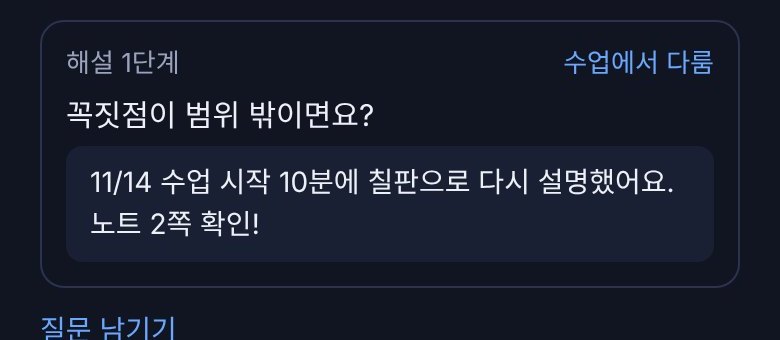 해설 1단계
수업에서 다룸
꼭짓점이 범위 밖이면요?
11/14 수업 시작 10분에 칠판으로 다시 설명했어요.
노트 2쪽 확인!
질문 남기기